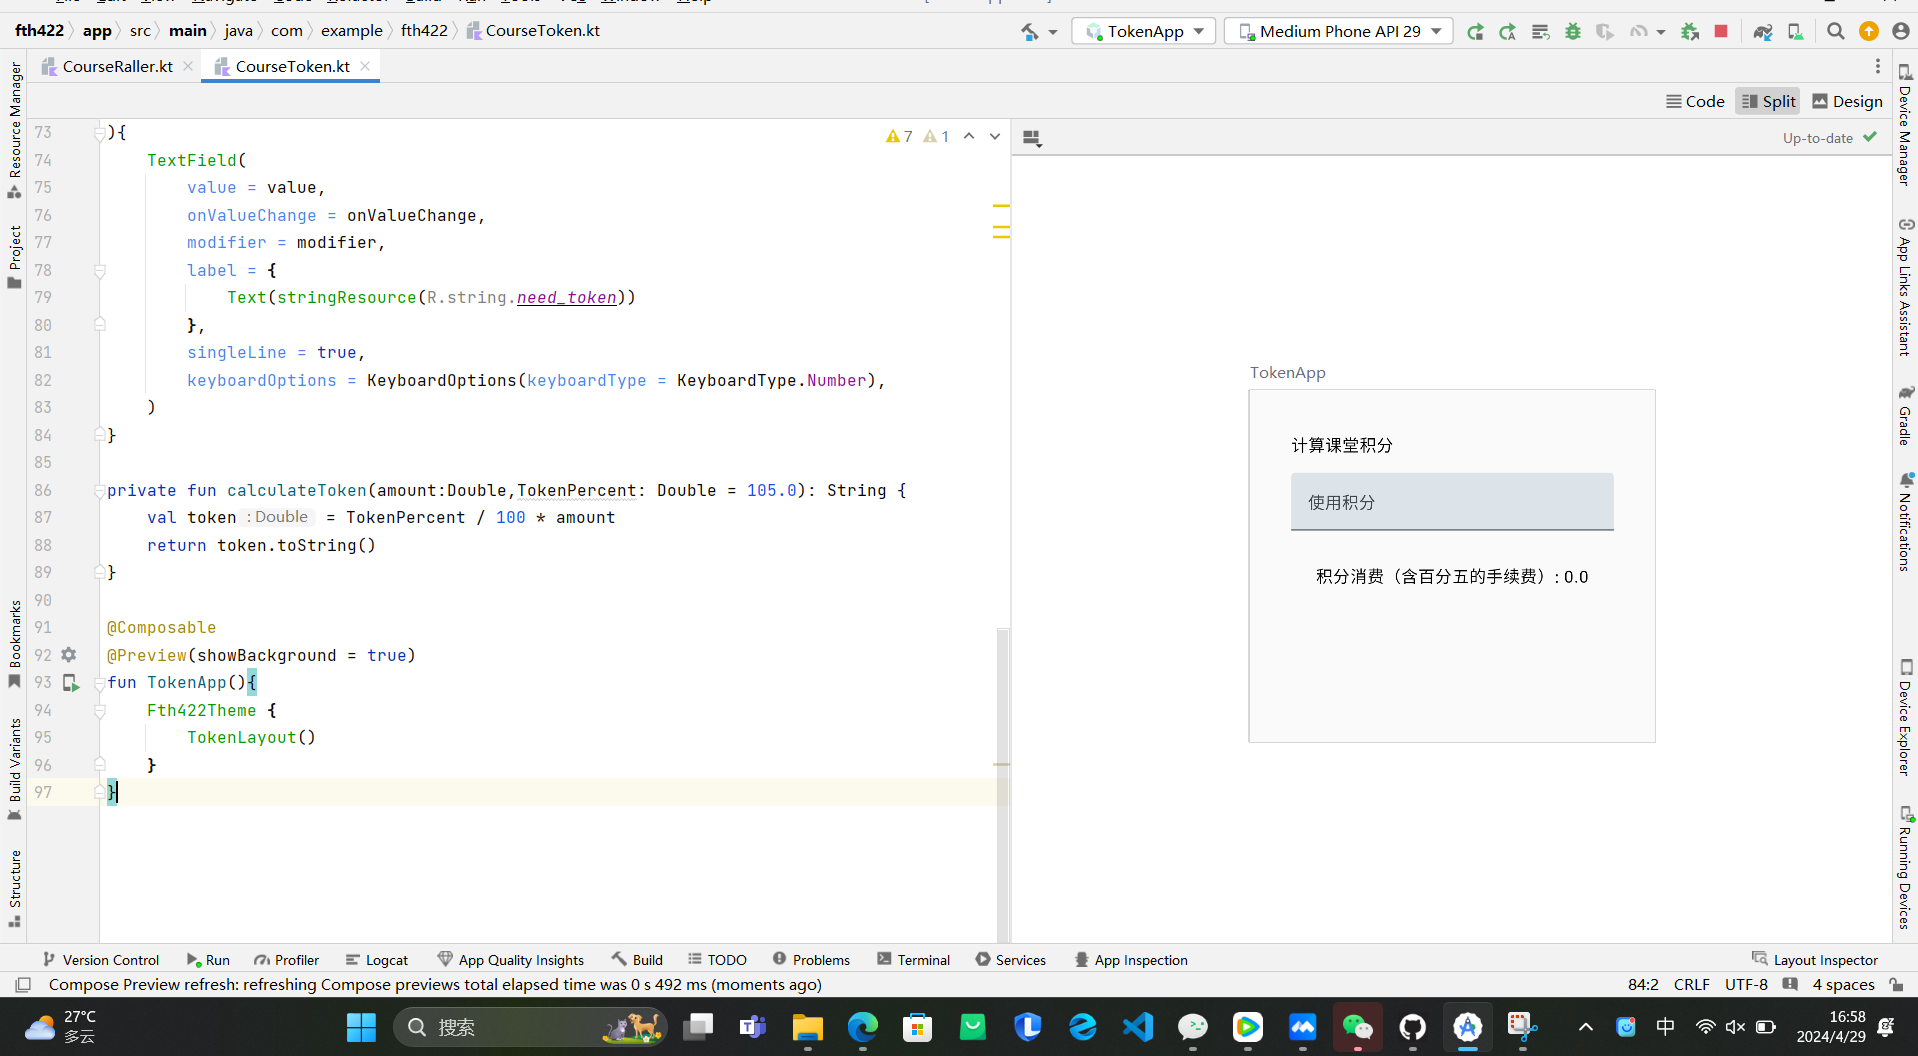 fth422 app src main java com example fth422 CourseToken.kt
TokenApp
Medium Phone API 29
CourseRaller.kt
CourseToken.kt
Code Split Design
Resource Manager
Project
Bookmarks
Build Variants
Structure
7 1
73 ){
74 TextField(
75 value = value,
76 onValueChange = onValueChange,
77 modifier = modifier,
78 label = {
79 Text(stringResource(R.string.need_token))
80 },
81 singleLine = true,
82 keyboardOptions = KeyboardOptions(keyboardType = KeyboardType.Number),
83 )
84 }
85
86 private fun calculateToken(amount:Double,TokenPercent: Double = 105.0): String {
87 val token : Double = TokenPercent / 100 * amount
88 return token.toString()
89 }
90
91 @Composable
92 @Preview(showBackground = true)
93 fun TokenApp(){
94 Fth422Theme {
95 TokenLayout()
96 }
97 }
Up-to-date
TokenApp
计算课堂积分
使用积分
积分消费（含百分五的手续费）: 0.0
Device Manager
App Links Assistant
Gradle
Notifications
Device Explorer
Running Devices
Version Control Run Profiler Logcat App Quality Insights Build TODO Problems Terminal Services App Inspection Layout Inspector
Compose Preview refresh: refreshing Compose previews total elapsed time was 0 s 492 ms (moments ago)
84:2 CRLF UTF-8 4 spaces
27°C
多云
搜索
中
16:58
2024/4/29